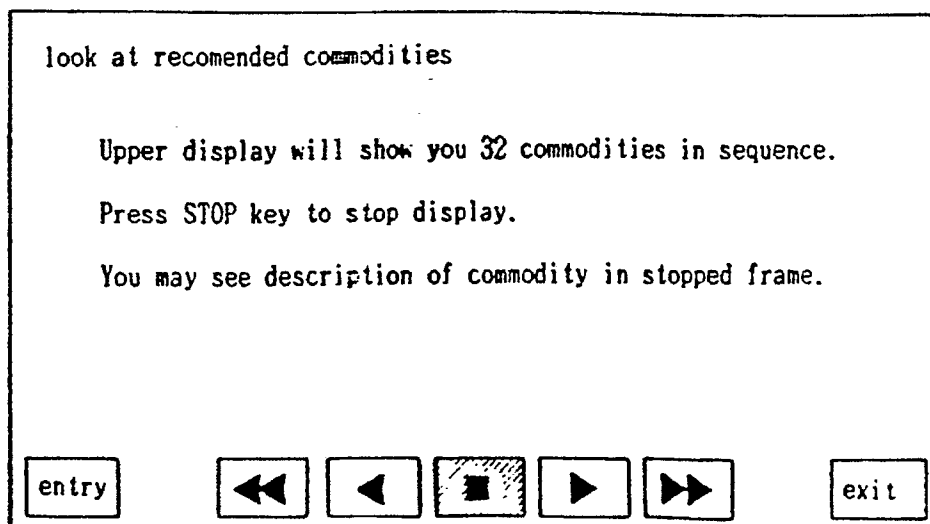 look at recomended commodities
Upper display will show you 32 commodities in sequence.
Press STOP key to stop display.
You may see description of commodity in stopped frame.
entry
exit